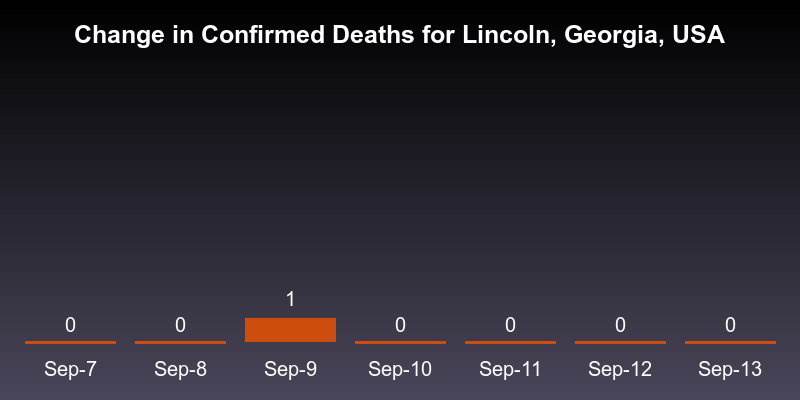 Change in Confirmed Deaths for Lincoln, Georgia, USA
1
0 0 0 0 0 0
Sep-7 Sep-8 Sep-9 Sep-10 Sep-11 Sep-12 Sep-13